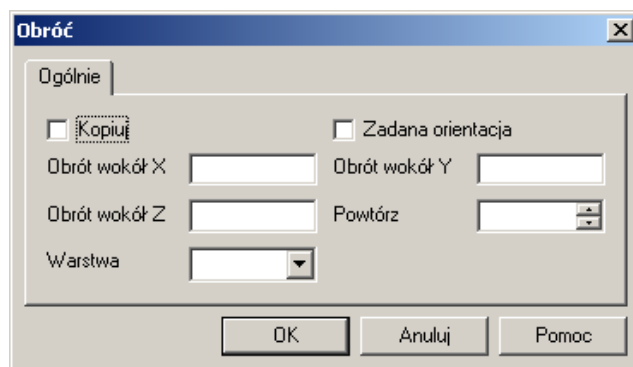 Obróć
Ogólnie
Kopiuj Zadana orientacja
Obrót wokół X Obrót wokół Y
Obrót wokół Z Powtórz
Warstwa
OK Anuluj Pomoc